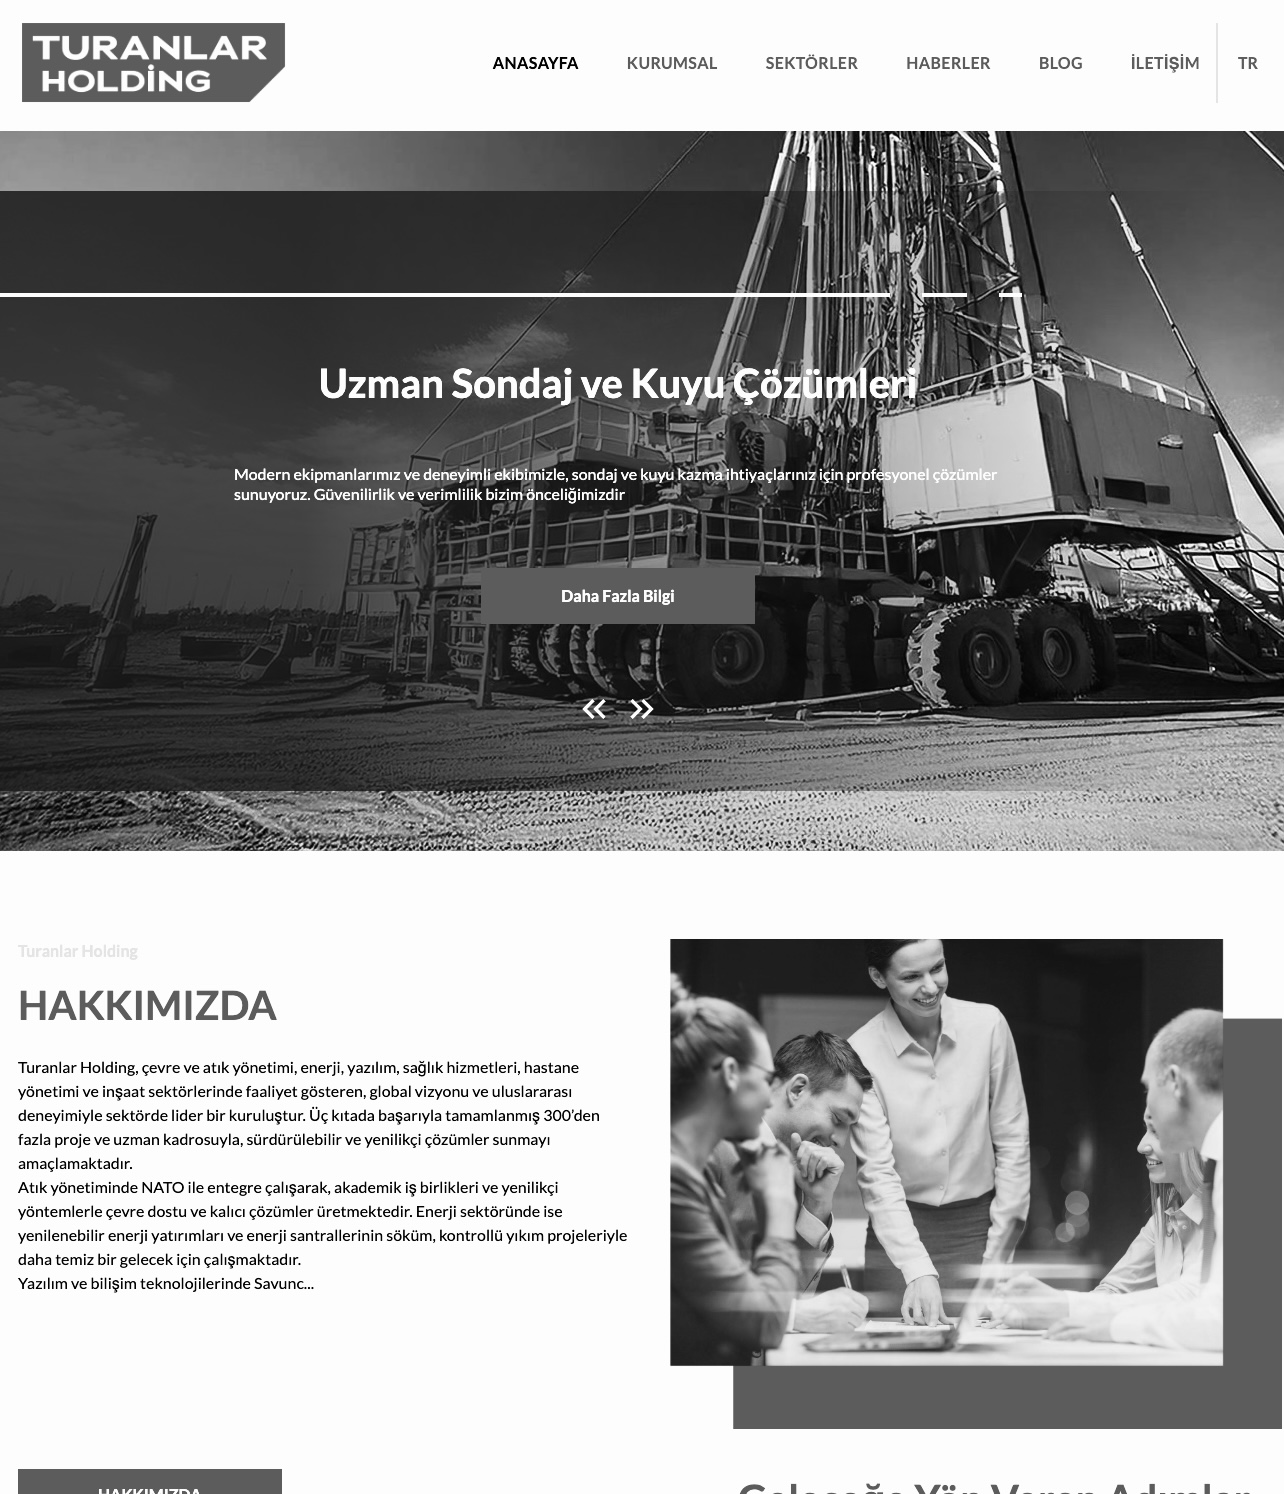 TURANLAR
HOLDİNG
ANASAYFA KURUMSAL SEKTÖRLER HABERLER BLOG İLETİŞİM TR
Uzman Sondaj ve Kuyu Çözümleri
Modern ekipmanlarımız ve deneyimli ekibimizle, sondaj ve kuyu kazma ihtiyaçlarınız için profesyonel çözümler
sunuyoruz. Güvenilirlik ve verimlilik bizim önceliğimizdir
Daha Fazla Bilgi
Turanlar Holding
HAKKIMIZDA
Turanlar Holding, çevre ve atık yönetimi, enerji, yazılım, sağlık hizmetleri, hastane
yönetimi ve inşaat sektörlerinde faaliyet gösteren, global vizyonu ve uluslararası
deneyimiyle sektörde lider bir kuruluştur. Üç kıtada başarıyla tamamlanmış 300’den
fazla proje ve uzman kadrosuyla, sürdürülebilir ve yenilikçi çözümler sunmayı
amaçlamaktadır.
Atık yönetiminde NATO ile entegre çalışarak, akademik iş birlikleri ve yenilikçi
yöntemlerle çevre dostu ve kalıcı çözümler üretmektedir. Enerji sektöründe ise
yenilenebilir enerji yatırımları ve enerji santrallerinin söküm, kontrollü yıkım projeleriyle
daha temiz bir gelecek için çalışmaktadır.
Yazılım ve bilişim teknolojilerinde Savunc...
HAKKIMIZDA
Geleceğe Yön Veren Adımlar